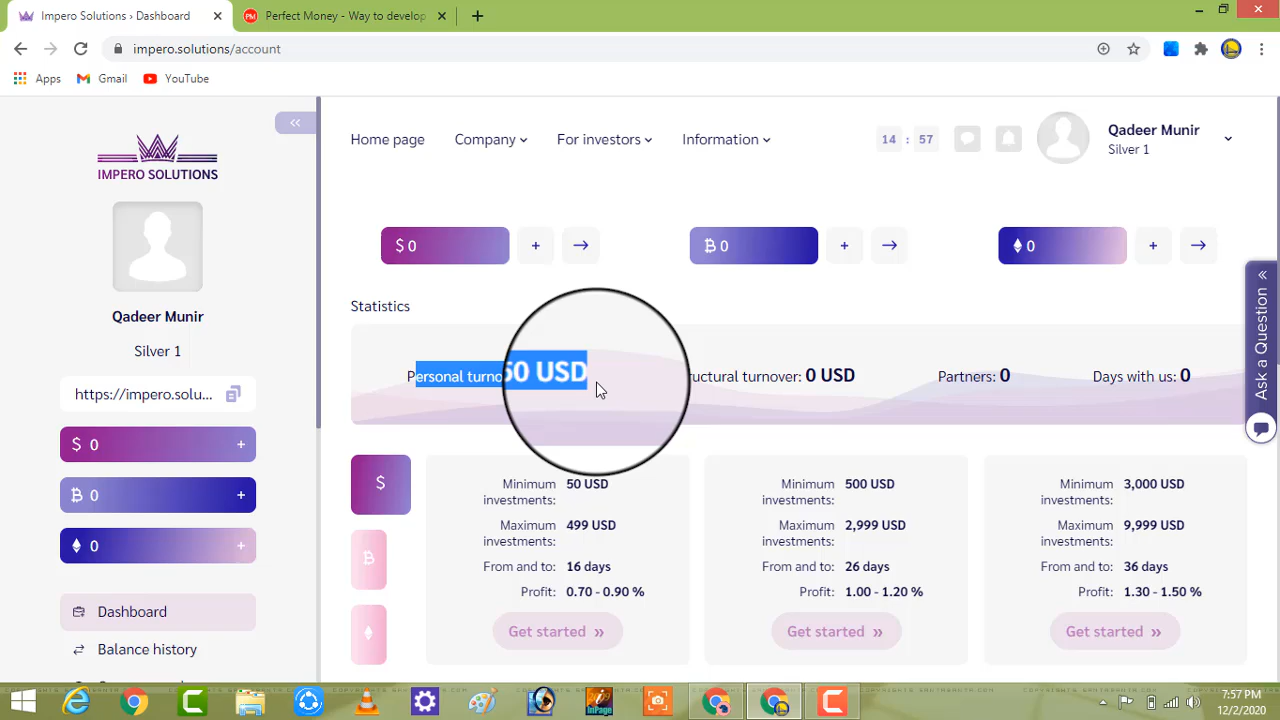 Impero Solutions › Dashboard
Perfect Money - Way to develop
impero.solutions/account
Apps
Gmail
YouTube
IMPERO SOLUTIONS
Home page
Company
For investors
Information
14 : 57
Qadeer Munir
Silver 1
Qadeer Munir
Silver 1
https://impero.solu...
$ 0
0
0
Dashboard
Balance history
$ 0
0
0
Statistics
Personal turno
50 USD
ructural turnover: 0 USD
Partners: 0
Days with us: 0
$
Minimum investments: 50 USD
Maximum investments: 499 USD
From and to: 16 days
Profit: 0.70 - 0.90 %
Get started »
Minimum investments: 500 USD
Maximum investments: 2,999 USD
From and to: 26 days
Profit: 1.00 - 1.20 %
Get started »
Minimum investments: 3,000 USD
Maximum investments: 9,999 USD
From and to: 36 days
Profit: 1.30 - 1.50 %
Get started »
Ask a Question
7:57 PM
12/2/2020